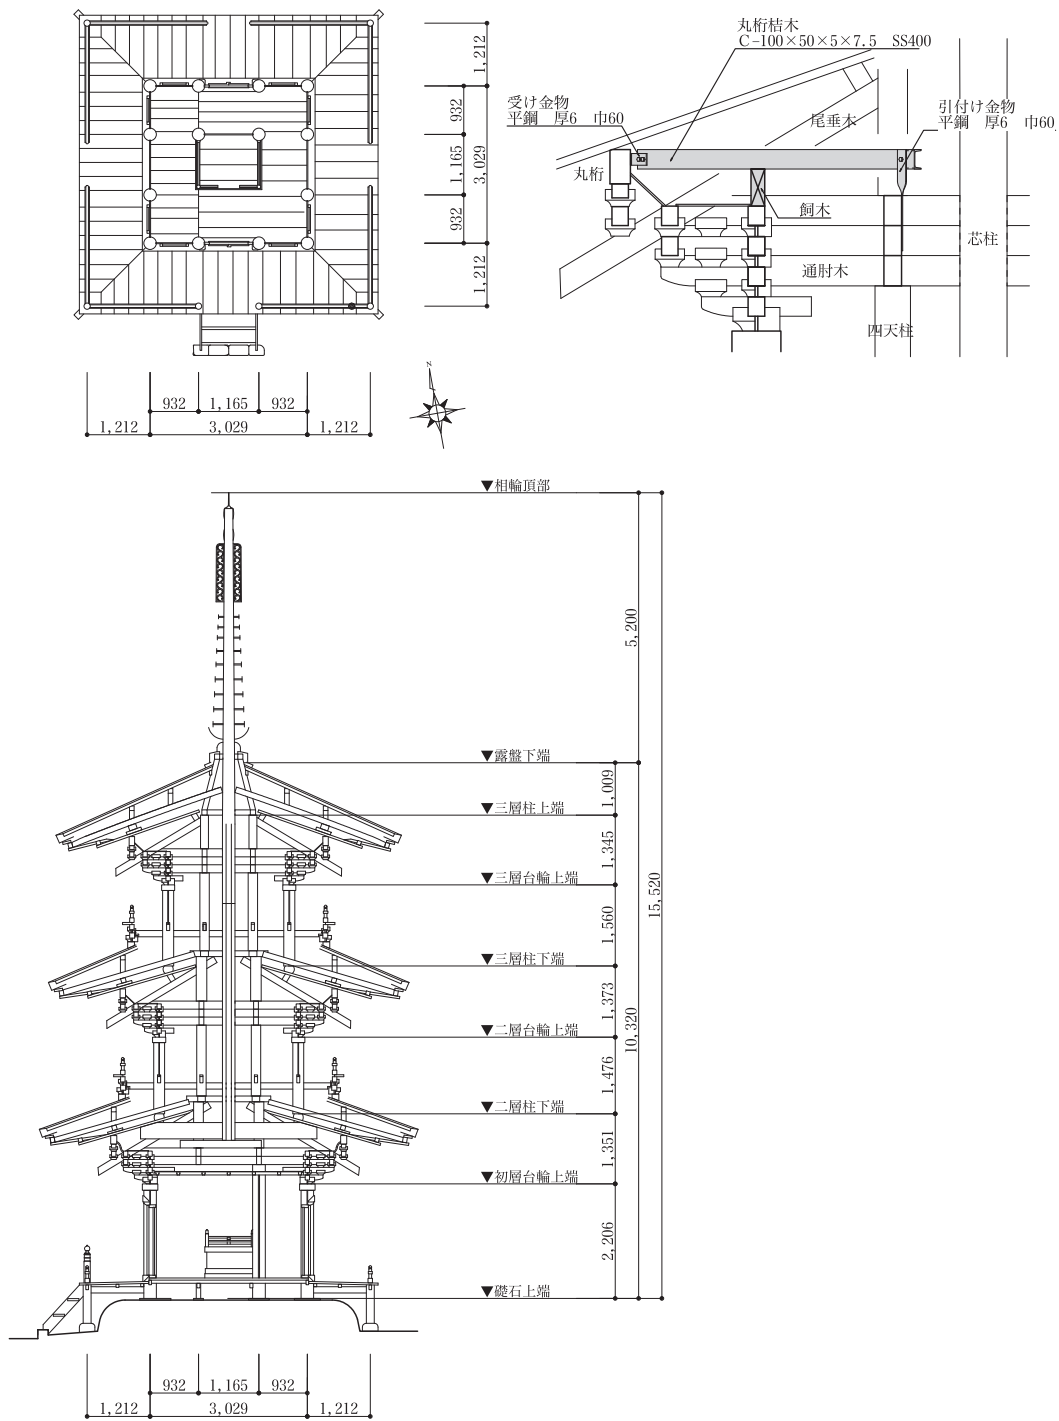 1,212
932
1,165
3,029
932
1,212
932
1,165
932
1,212
3,029
1,212
N
丸桁桔木
C-100×50×5×7.5 SS400
受け金物
平鋼 厚6 巾60
尾垂木
引付け金物
平鋼 厚6 巾60
丸桁
飼木
芯柱
通肘木
四天柱
▼相輪頂部
5,200
▼露盤下端
1,009
▼三層柱上端
1,345
▼三層台輪上端
15,520
1,560
▼三層柱下端
1,373
10,320
▼二層台輪上端
1,476
▼二層柱下端
1,351
▼初層台輪上端
2,206
▼礎石上端
932
1,165
932
1,212
3,029
1,212